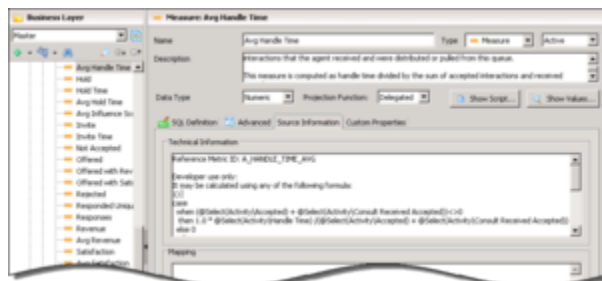 Business Layer
Master
Avg Handle Time
Hold
Hold Time
Avg Hold Time
Avg Influence Sc
Invite
Invite Time
Not Accepted
Offered
Offered with Rev
Offered with Sati
Rejected
Responded Uniqu
Responses
Revenue
Avg Revenue
Satisfaction
Avg Satisfaction
Measure: Avg Handle Time
Name Avg Handle Time Type Measure Active
Description interactions that the agent received and were distributed or pulled from this queue.
This measure is computed as handle time divided by the sum of accepted interactions and received
Data Type Numeric Projection Function: Delegated Show Script... Show Values...
SQL Definition Advanced Source Information Custom Properties
Technical Information
Reference Metric ID: A_HANDLE_TIME_AVG
Developer use only:
It may be calculated using any of the following formula:
case
when (@Select(Activity\Accepted) + @Select(Activity\Consult Received Accepted))<>0
then 1.0 * @Select(Activity\Handle Time) /(@Select(Activity\Accepted) + @Select(Activity\Consult Received Accepted))
else 0
Mapping